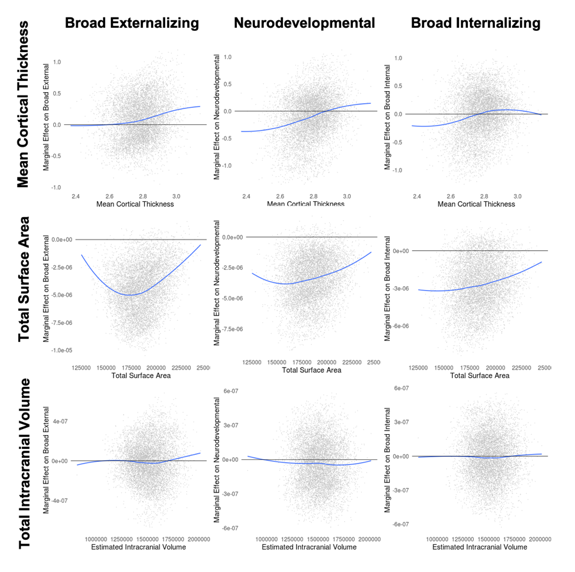 Broad Externalizing
Neurodevelopmental
Broad Internalizing
Mean Cortical Thickness
Marginal Effect on Broad External
1.0
0.5
0.0
-0.5
-1.0
2.4 2.6 2.8 3.0
Mean Cortical Thickness
Marginal Effect on Neurodevelopmental
1.0
0.5
0.0
-0.5
-1.0
2.4 2.6 2.8 3.0
Mean Cortical Thickness
Marginal Effect on Broad Internal
1.0
0.5
0.0
-0.5
-1.0
2.4 2.6 2.8 3.0
Mean Cortical Thickness
Total Surface Area
Marginal Effect on Broad External
0.0e+00
-2.5e-06
-5.0e-06
-7.5e-06
-1.0e-05
125000 150000 175000 200000 2500
Total Surface Area
Marginal Effect on Neurodevelopmental
0e+00
-2.5e-06
-5.0e-06
-7.5e-06
125000 150000 175000 200000 225000 2500
Total Surface Area
Marginal Effect on Broad Internal
0e+00
-3e-06
-6e-06
125000 150000 175000 200000 225000 2500
Total Surface Area
Total Intracranial Volume
Marginal Effect on Broad External
4e-07
0e+00
-4e-07
1000000 1250000 1500000 1750000 2000000
Estimated Intracranial Volume
Marginal Effect on Neurodevelopmental
6e-07
3e-07
0e+00
-3e-07
-6e-07
1000000 1250000 1500000 1750000 2000000
Estimated Intracranial Volume
Marginal Effect on Broad Internal
6e-07
3e-07
0e+00
-3e-07
-6e-07
1000000 1250000 1500000 1750000 2000000
Estimated Intracranial Volume